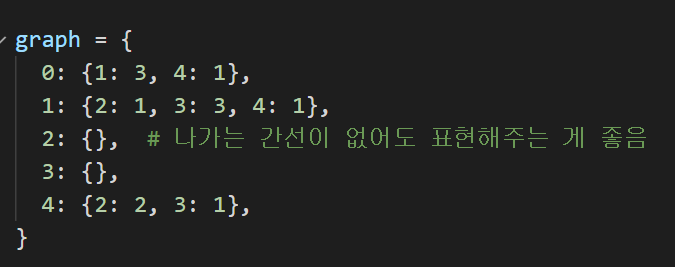 graph = {
0: {1: 3, 4: 1},
1: {2: 1, 3: 3, 4: 1},
2: {},  # 나가는 간선이 없어도 표현해주는 게 좋음
3: {},
4: {2: 2, 3: 1},
}